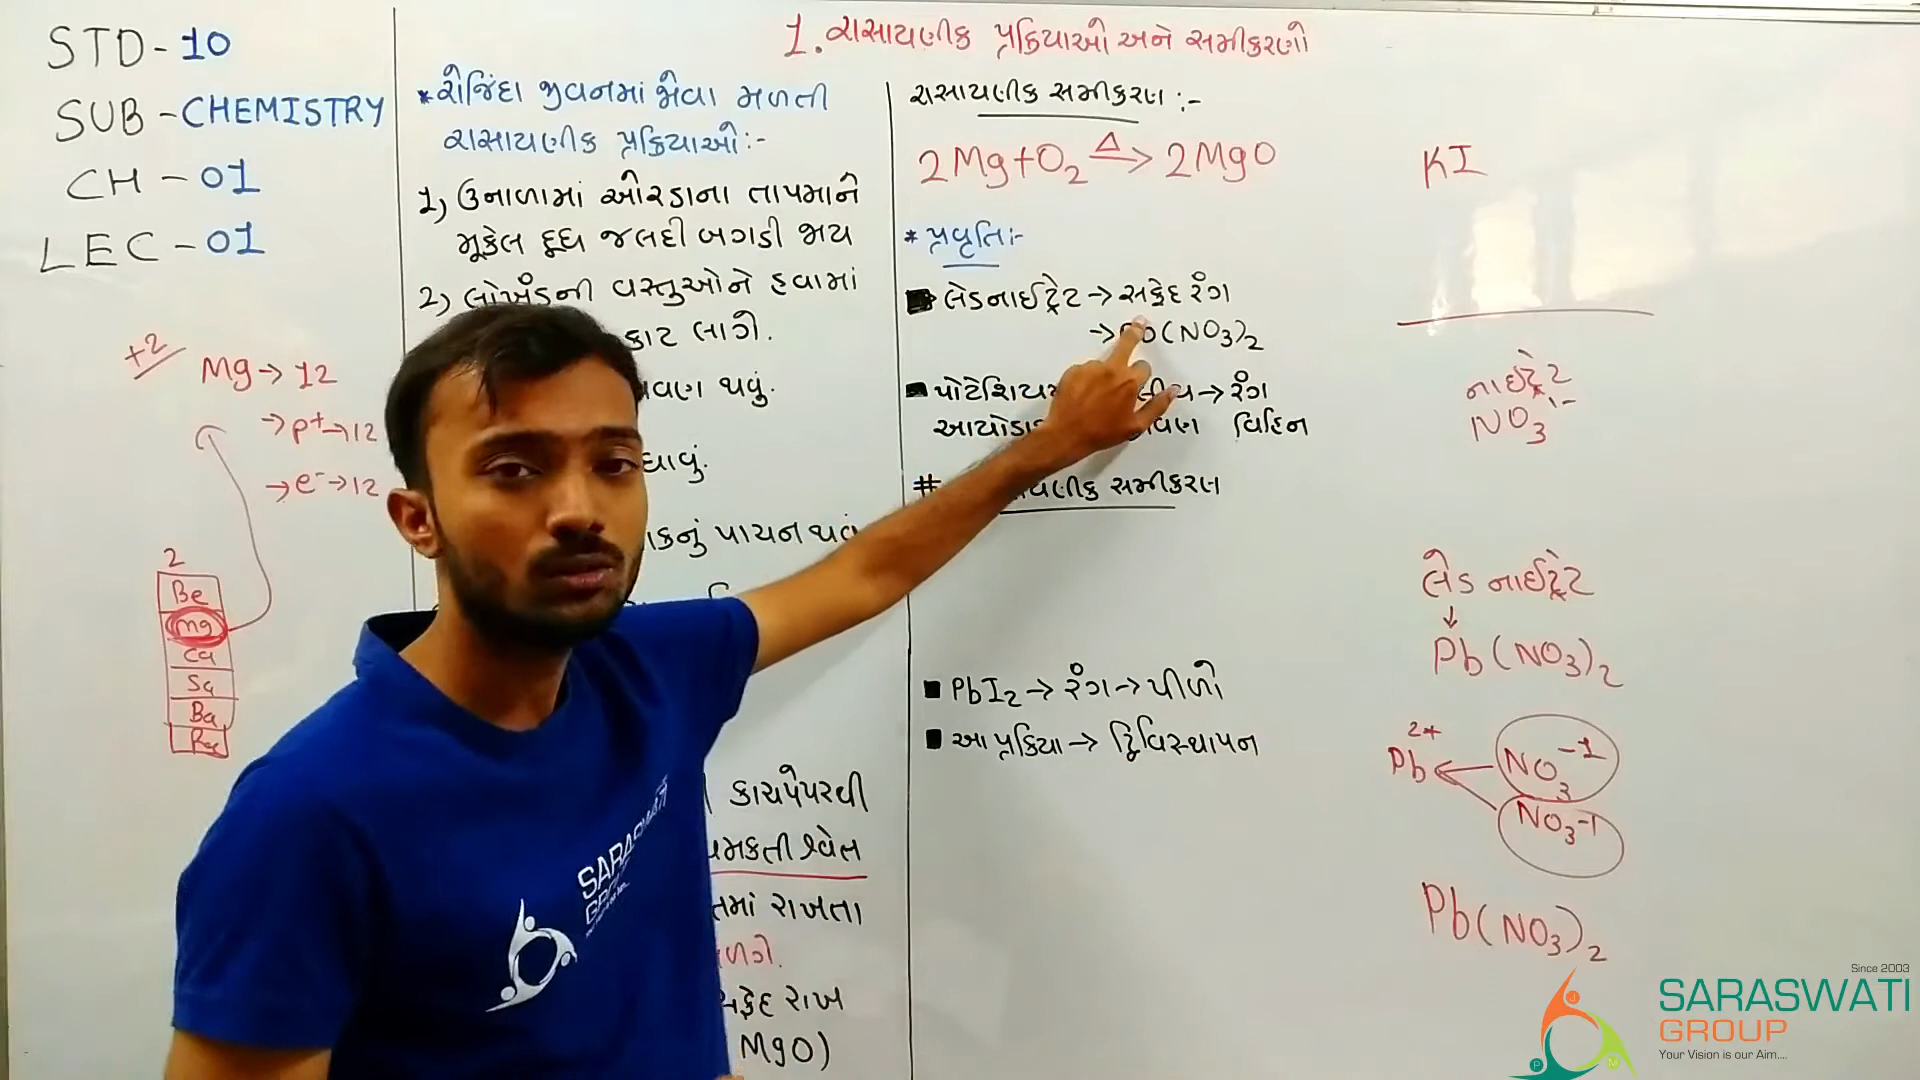 STD-10
SUB-CHEMISTRY
CH-01
LEC-01
+2
Mg→12
→p+→12
→e-→12
2
Be
Mg
Ca
Sa
Ba
Ra
1. રાસાયણીક પ્રક્રિયાઓ અને સમીકરણો
*રોજિંદા જીવનમાં જોવા મળતી
રાસાયણીક પ્રક્રિયાઓ:-
1) ઉનાળામાં ઓરડાના તાપમાને
મૂકેલ દૂધ જલદી બગડી જાય
2) લોખંડની વસ્તુઓને હવામાં
કાટ લાગે.
થવું.
પાચન થવું
કાચપેપરથી
રાખતા
સફેદ રાખ
MgO)
રાસાયણીક સમીકરણ:-
2Mg+O2 △→ 2MgO
* પ્રવૃતિ:-
લેડનાઈટ્રેટ→સફેદ રંગ
→Pb(NO3)2
→રંગ
વિહિન
# સમીકરણ
■ PbI2→રંગ→પીળો
■ આ પ્રક્રિયા→દ્વિવિસ્થાપન
KI
નાઈટ્રેટ
NO3 1-
લેડ નાઈટ્રેટ
↓
Pb(NO3)2
2+
Pb ← NO3 -1
NO3 -1
Pb(NO3)2
SARASWATI
Since 2003
SARASWATI
GROUP
Your Vision is our Aim....
J
P
M